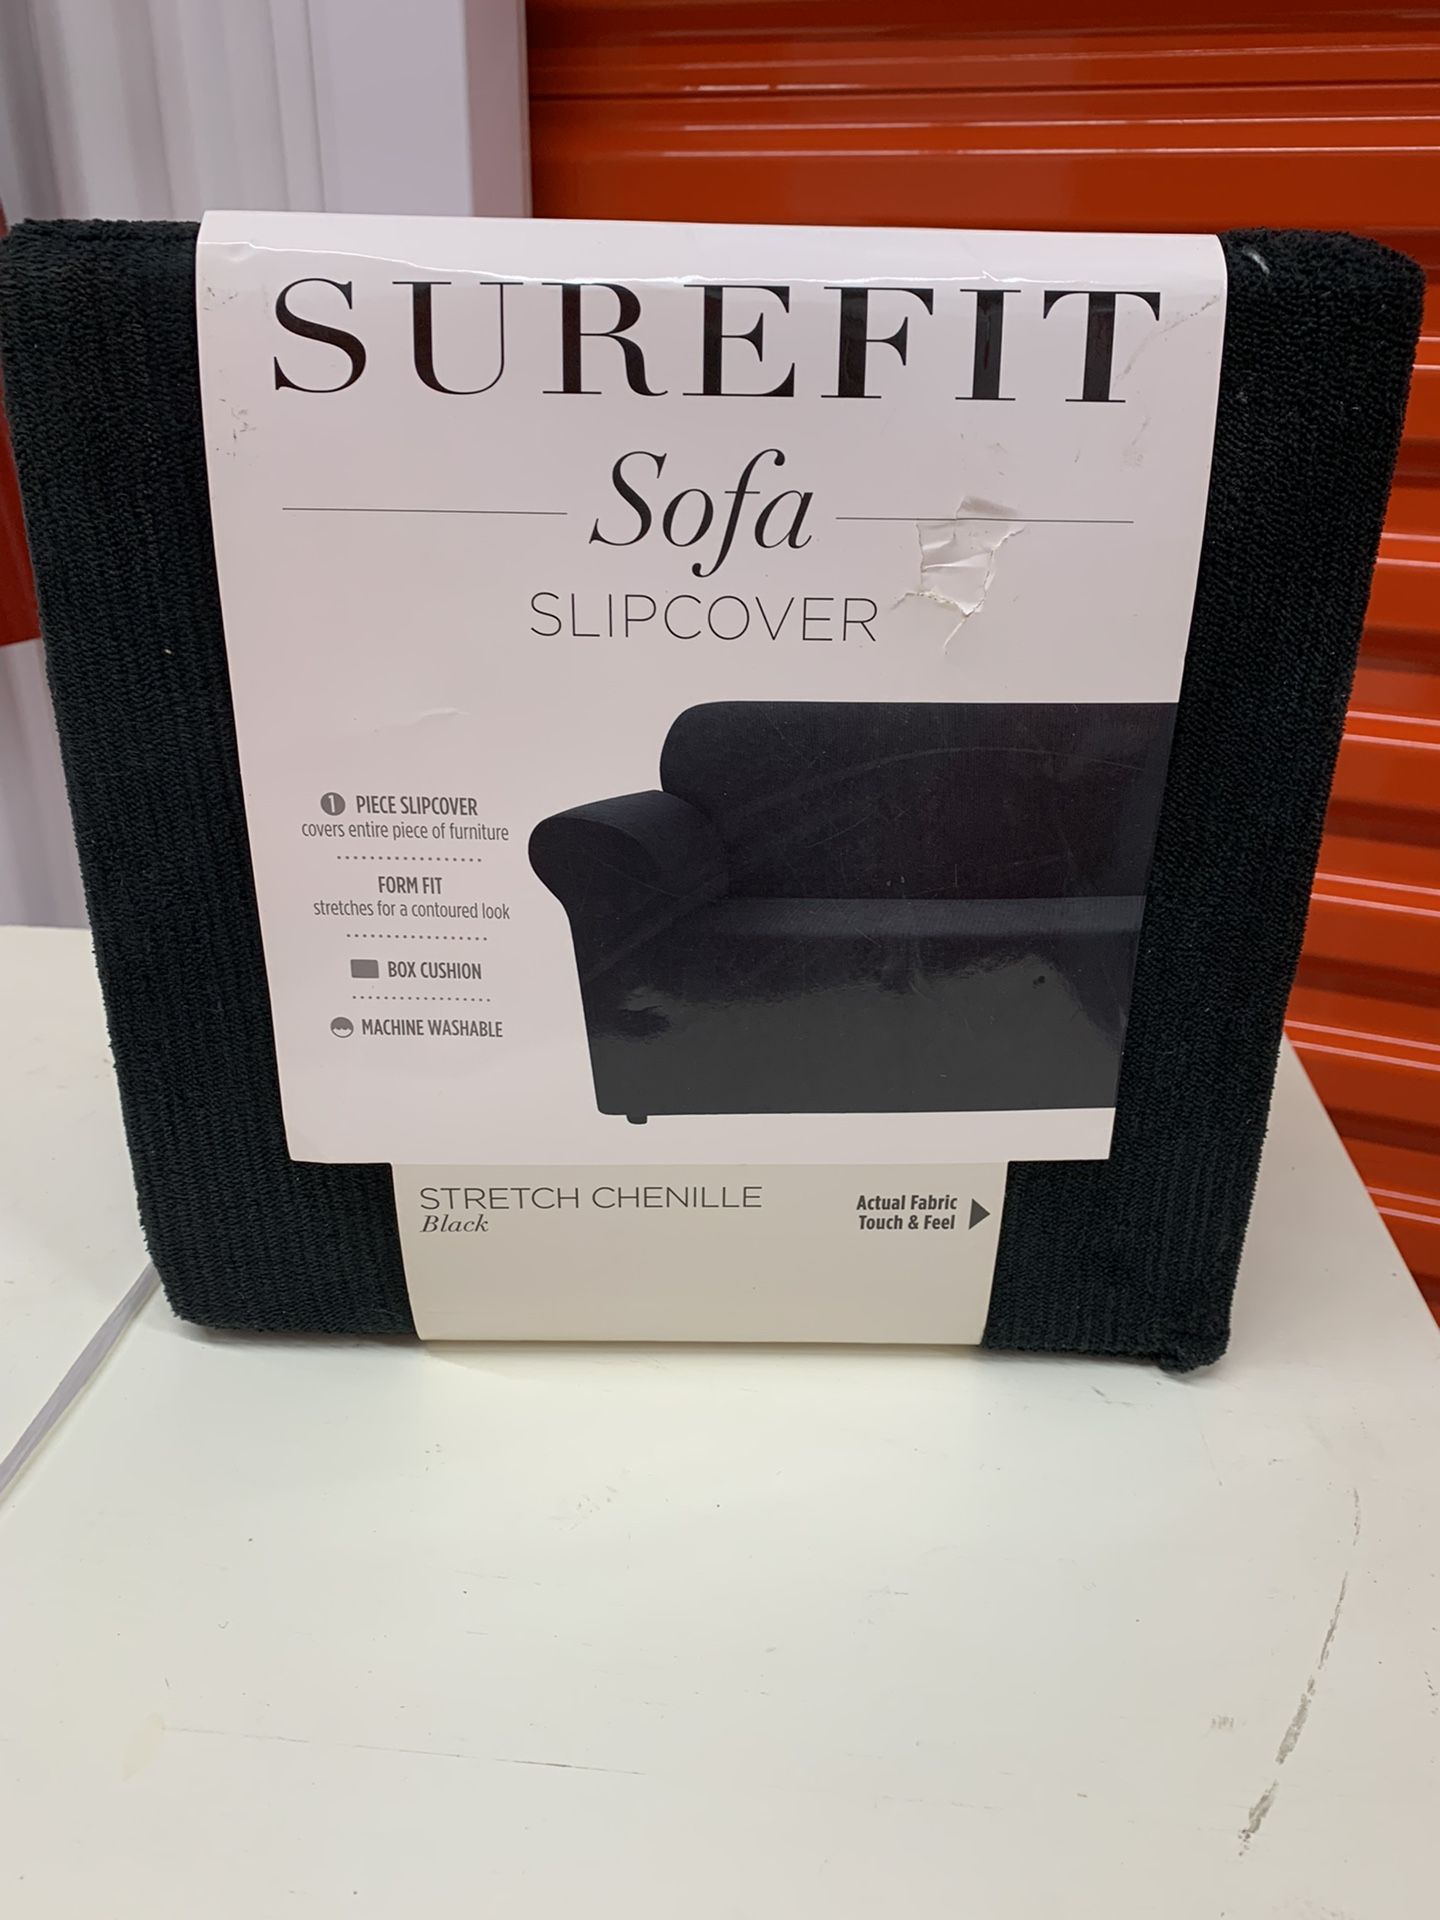 SUREFIT
Sofa
SLIPCOVER
1 PIECE SLIPCOVER
covers entire piece of furniture
FORM FIT
stretches for a contoured look
BOX CUSHION
MACHINE WASHABLE
STRETCH CHENILLE
Black
Actual Fabric
Touch & Feel